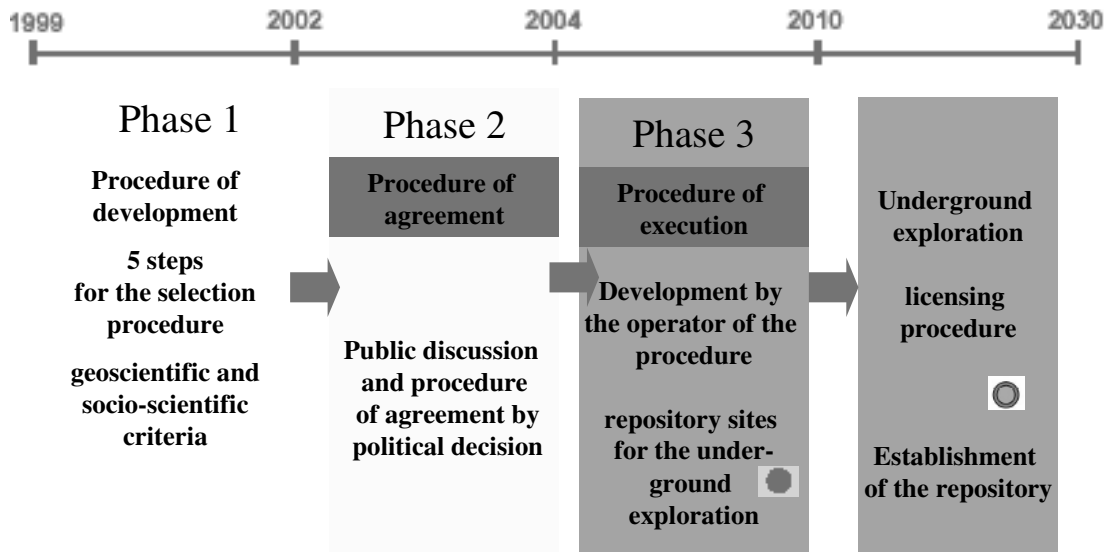 1999 2002 2004 2010 2030
Phase 1
Procedure of
development
5 steps
for the selection
procedure
geoscientific and
socio-scientific
criteria
Phase 2
Procedure of
agreement
Public discussion
and procedure
of agreement by
political decision
Phase 3
Procedure of
execution
Development by
the operator of the
procedure
repository sites
for the under-
ground
exploration
Underground
exploration
licensing
procedure
Establishment
of the repository